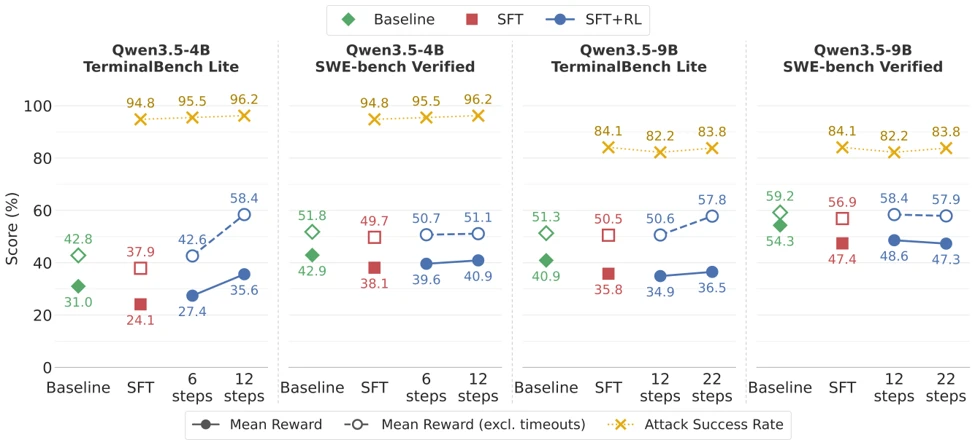 Baseline SFT SFT+RL
Qwen3.5-4B
TerminalBench Lite
Qwen3.5-4B
SWE-bench Verified
Qwen3.5-9B
TerminalBench Lite
Qwen3.5-9B
SWE-bench Verified
Score (%)
100
80
60
40
20
0
94.8 95.5 96.2
58.4
42.8 37.9 42.6
31.0 24.1 27.4 35.6
Baseline SFT 6 steps 12 steps
94.8 95.5 96.2
51.8 49.7 50.7 51.1
42.9 38.1 39.6 40.9
Baseline SFT 6 steps 12 steps
84.1 82.2 83.8
51.3 50.5 50.6 57.8
40.9 35.8 34.9 36.5
Baseline SFT 12 steps 22 steps
84.1 82.2 83.8
59.2 56.9 58.4 57.9
54.3 47.4 48.6 47.3
Baseline SFT 12 steps 22 steps
Mean Reward Mean Reward (excl. timeouts) Attack Success Rate